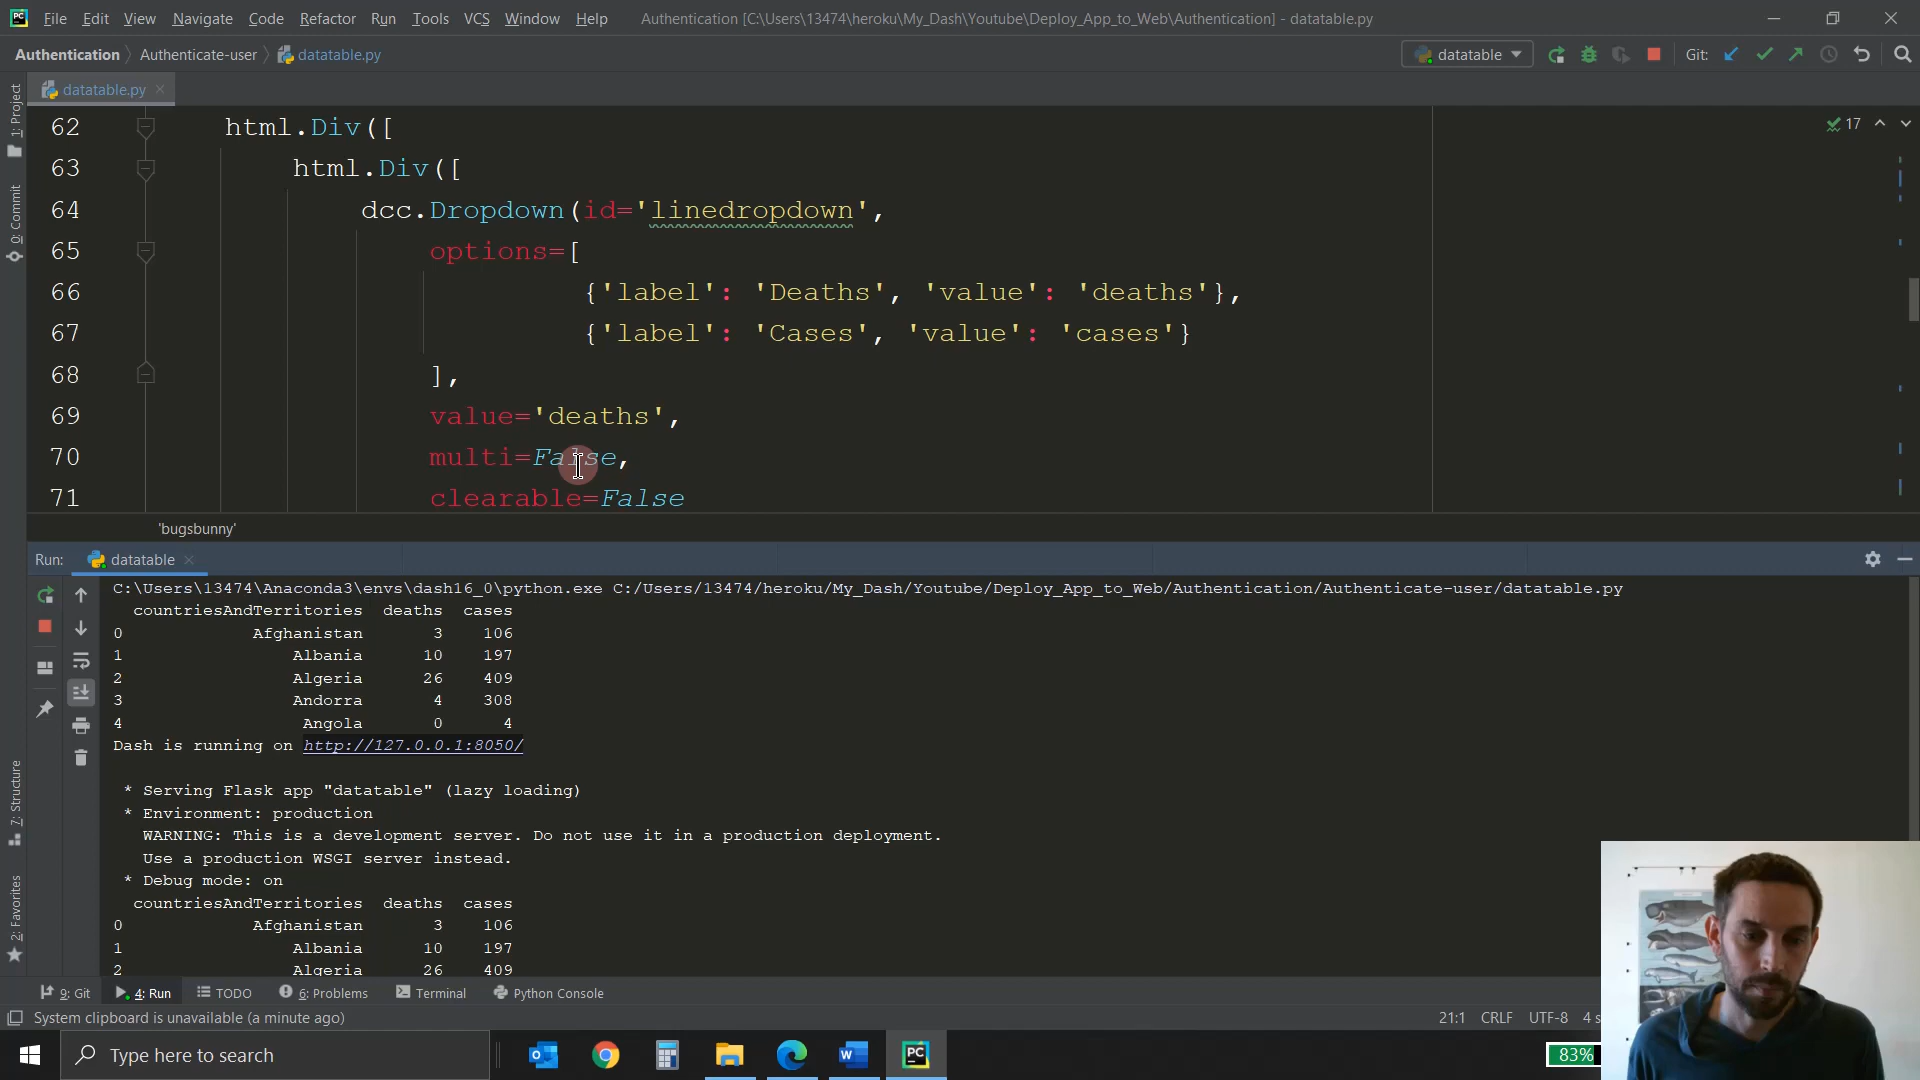 File Edit View Navigate Code Refactor Run Tools VCS Window Help Authentication [C:\Users\13474\heroku\My_Dash\Youtube\Deploy_App_to_Web\Authentication] - datatable.py
Authentication Authenticate-user datatable.py datatable Git:
datatable.py
1: Project
0: Commit
7: Structure
2: Favorites
17
62 html.Div([
63 html.Div([
64 dcc.Dropdown(id='linedropdown',
65 options=[
66 {'label': 'Deaths', 'value': 'deaths'},
67 {'label': 'Cases', 'value': 'cases'}
68 ],
69 value='deaths',
70 multi=False,
71 clearable=False
'bugsbunny'
Run: datatable
C:\Users\13474\Anaconda3\envs\dash16_0\python.exe C:/Users/13474/heroku/My_Dash/Youtube/Deploy_App_to_Web/Authentication/Authenticate-user/datatable.py
countriesAndTerritories deaths cases
0 Afghanistan 3 106
1 Albania 10 197
2 Algeria 26 409
3 Andorra 4 308
4 Angola 0 4
Dash is running on http://127.0.0.1:8050/
* Serving Flask app "datatable" (lazy loading)
* Environment: production
WARNING: This is a development server. Do not use it in a production deployment.
Use a production WSGI server instead.
* Debug mode: on
countriesAndTerritories deaths cases
0 Afghanistan 3 106
1 Albania 10 197
2 Algeria 26 409
9: Git 4: Run TODO 6: Problems Terminal Python Console
System clipboard is unavailable (a minute ago) 21:1 CRLF UTF-8 4 s
Type here to search
83%